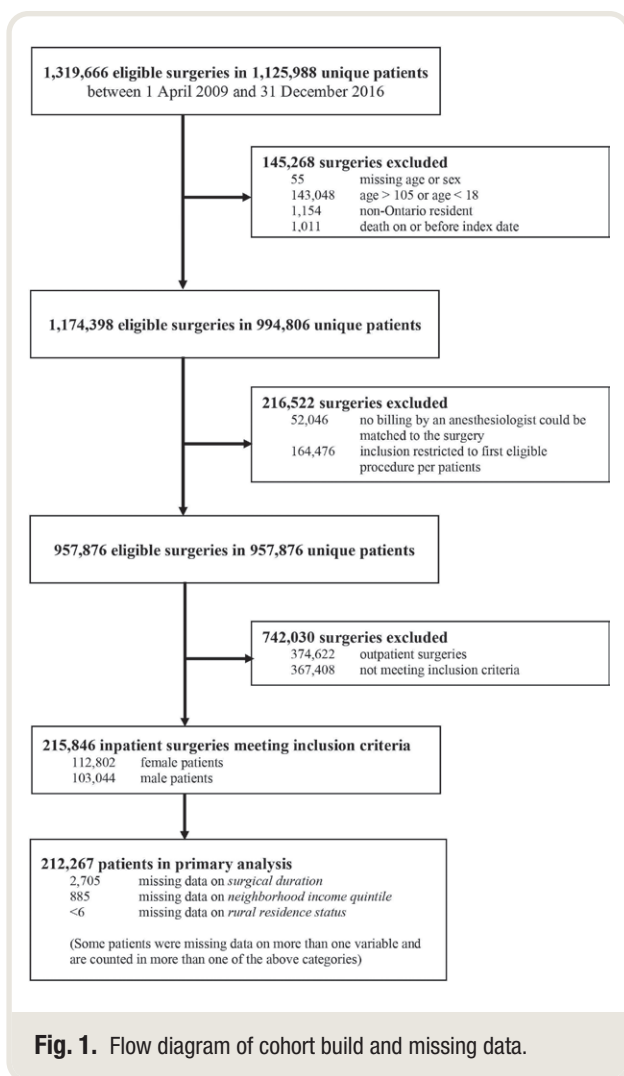 1,319,666 eligible surgeries in 1,125,988 unique patients
between 1 April 2009 and 31 December 2016
145,268 surgeries excluded
55 missing age or sex
143,048 age > 105 or age < 18
1,154 non-Ontario resident
1,011 death on or before index date
1,174,398 eligible surgeries in 994,806 unique patients
216,522 surgeries excluded
52,046 no billing by an anesthesiologist could be
matched to the surgery
164,476 inclusion restricted to first eligible
procedure per patients
957,876 eligible surgeries in 957,876 unique patients
742,030 surgeries excluded
374,622 outpatient surgeries
367,408 not meeting inclusion criteria
215,846 inpatient surgeries meeting inclusion criteria
112,802 female patients
103,044 male patients
212,267 patients in primary analysis
2,705 missing data on surgical duration
885 missing data on neighborhood income quintile
<6 missing data on rural residence status
(Some patients were missing data on more than one variable and
are counted in more than one of the above categories)
Fig. 1. Flow diagram of cohort build and missing data.